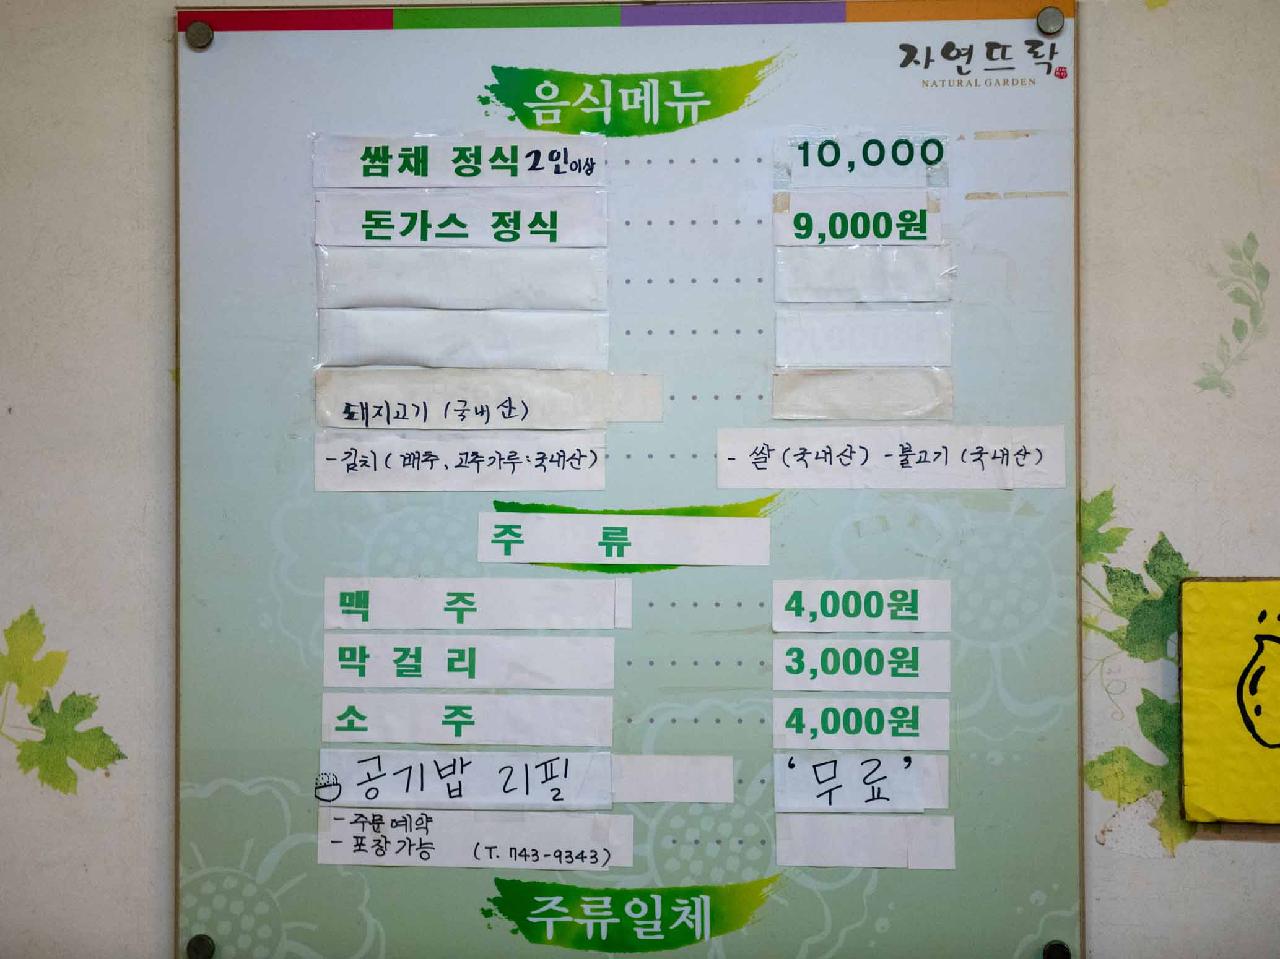 자연뜨락
NATURAL GARDEN
음식메뉴
쌈채 정식 2인이상 10,000
돈가스 정식 9,000원
돼지고기 (국내산)
- 김치 ( 배추, 고추가루 : 국내산) - 쌀 (국내산) - 불고기 (국내산)
주 류
맥 주 4,000원
막걸리 3,000원
소 주 4,000원
공기밥 리필 '무료'
- 주문예약
- 포장가능 (T. 743-9343)
주류일체